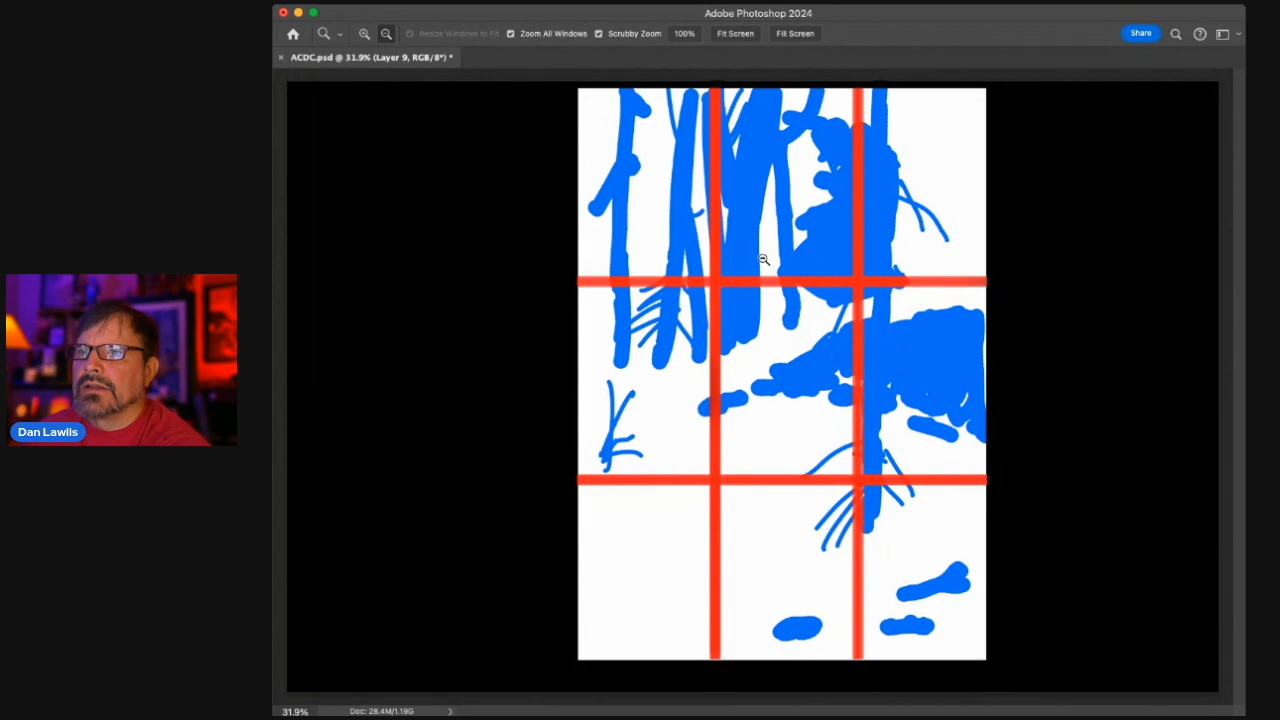 Adobe Photoshop 2024
Resize Windows to Fit Zoom All Windows Scrubby Zoom 100% Fit Screen Fill Screen Share
ACDC.psd @ 31.9% (Layer 9, RGB/8*) *
Dan Lawlis
31.9% Doc: 28.4M/1.19G